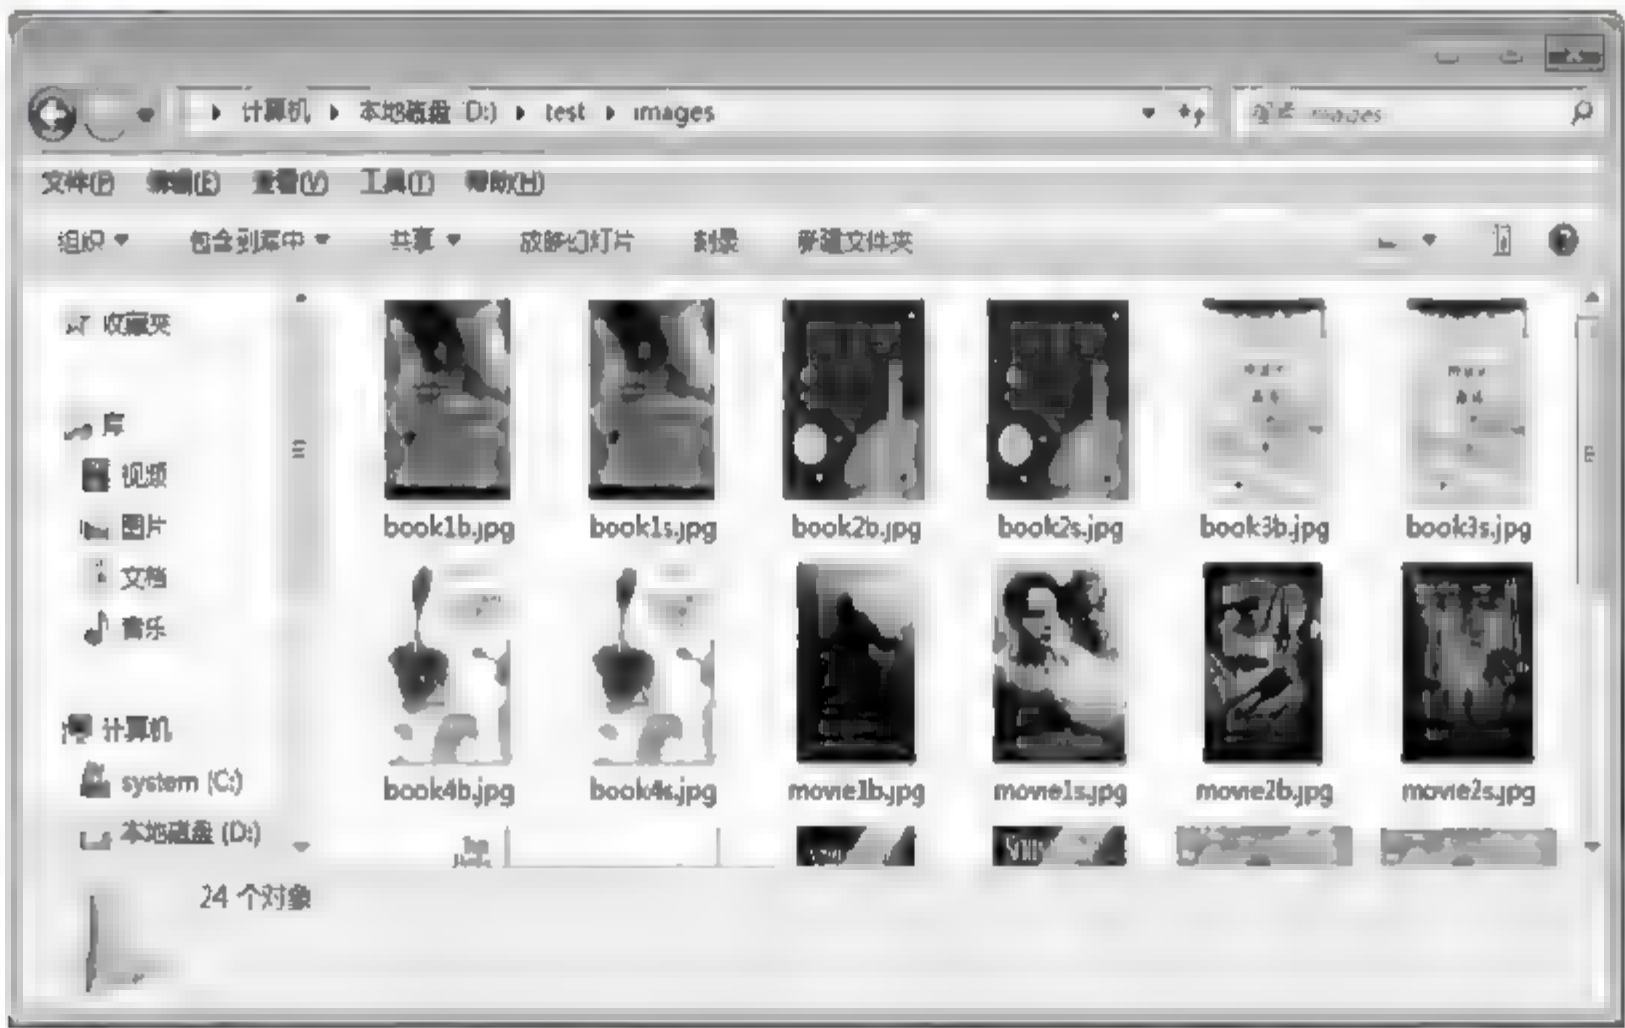 计算机 本地磁盘 (D:) test images
搜索 images
文件(F) 编辑(E) 查看(V) 工具(T) 帮助(H)
组织 包含到库中 共享 放映幻灯片 刻录 新建文件夹
收藏夹
库
视频
图片
文档
音乐
计算机
system (C:)
本地磁盘 (D:)
book1b.jpg book1s.jpg book2b.jpg book2s.jpg book3b.jpg book3s.jpg
book4b.jpg book4s.jpg movie1b.jpg movie1s.jpg movie2b.jpg movie2s.jpg
24 个对象